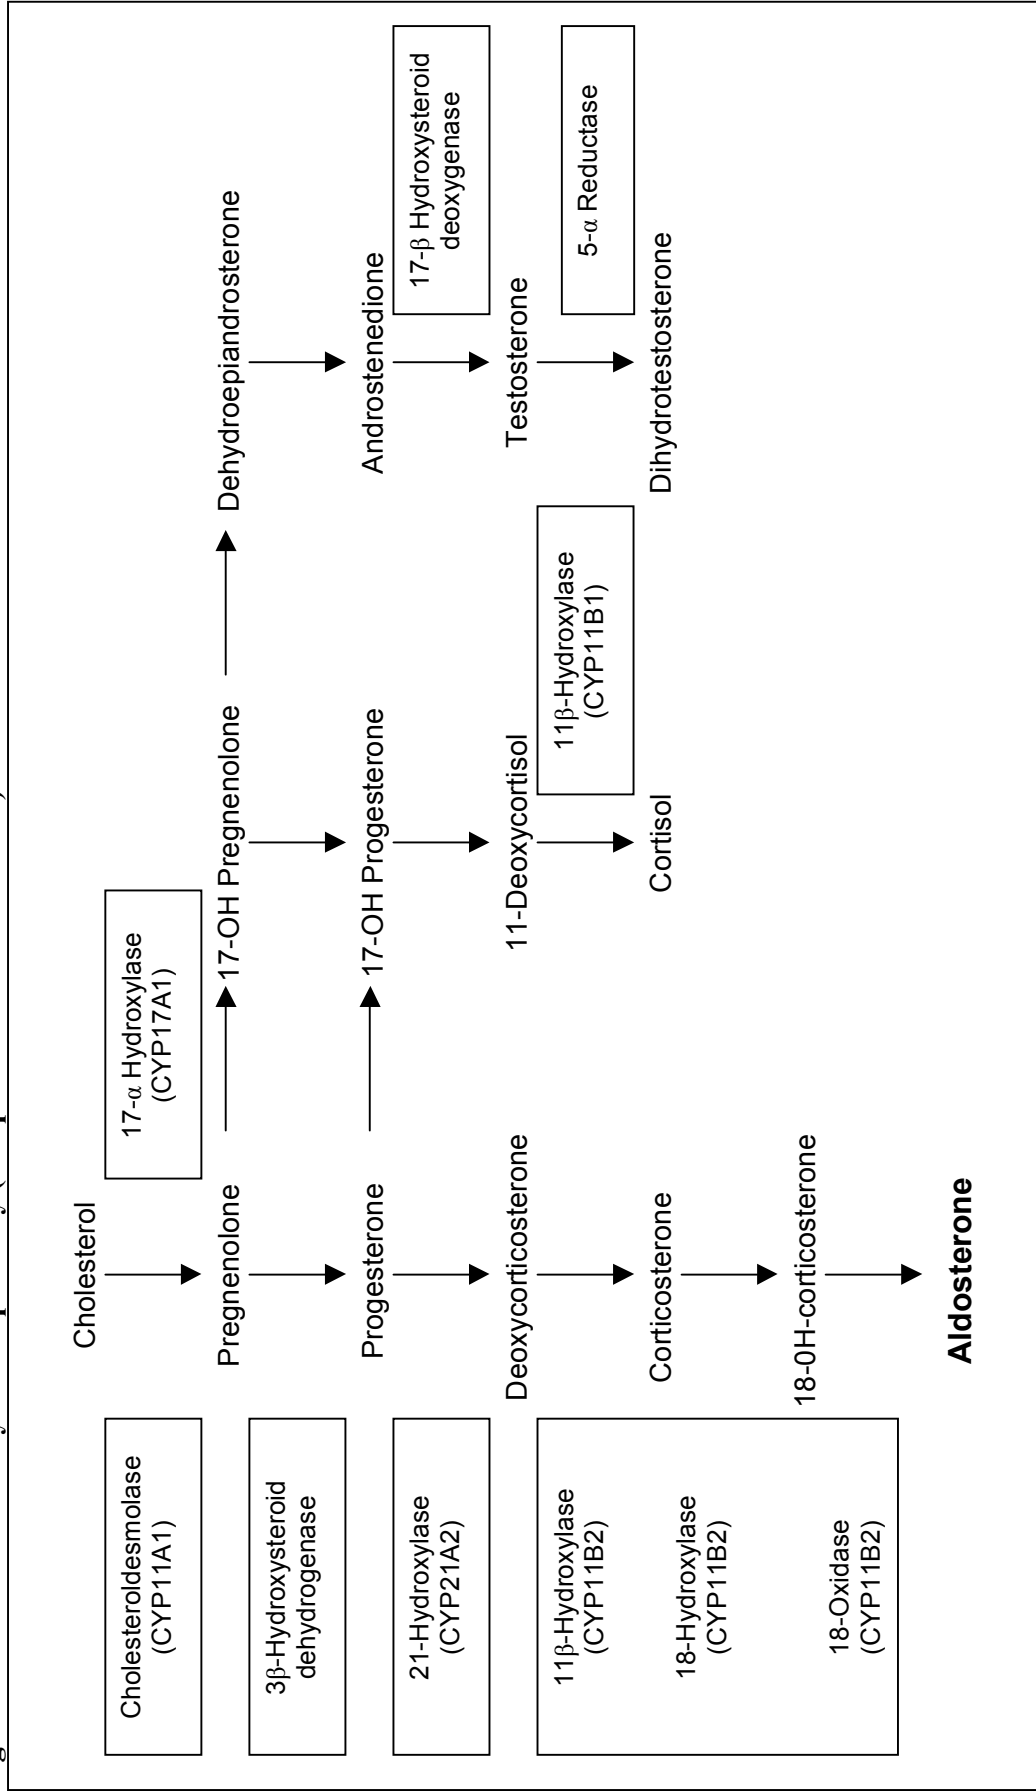 Cholesterol
Cholesteroldesmolase
(CYP11A1)
17-α Hydroxylase
(CYP17A1)
Pregnenolone
17-OH Pregnenolone
Dehydroepiandrosterone
3β-Hydroxysteroid
dehydrogenase
Progesterone
17-OH Progesterone
Androstenedione
21-Hydroxylase
(CYP21A2)
17-β Hydroxysteroid
deoxygenase
Deoxycorticosterone
11-Deoxycortisol
Testosterone
11β-Hydroxylase
(CYP11B2)
11β-Hydroxylase
(CYP11B1)
5-α Reductase
Corticosterone
Cortisol
Dihydrotestosterone
18-Hydroxylase
(CYP11B2)
18-0H-corticosterone
18-Oxidase
(CYP11B2)
Aldosterone